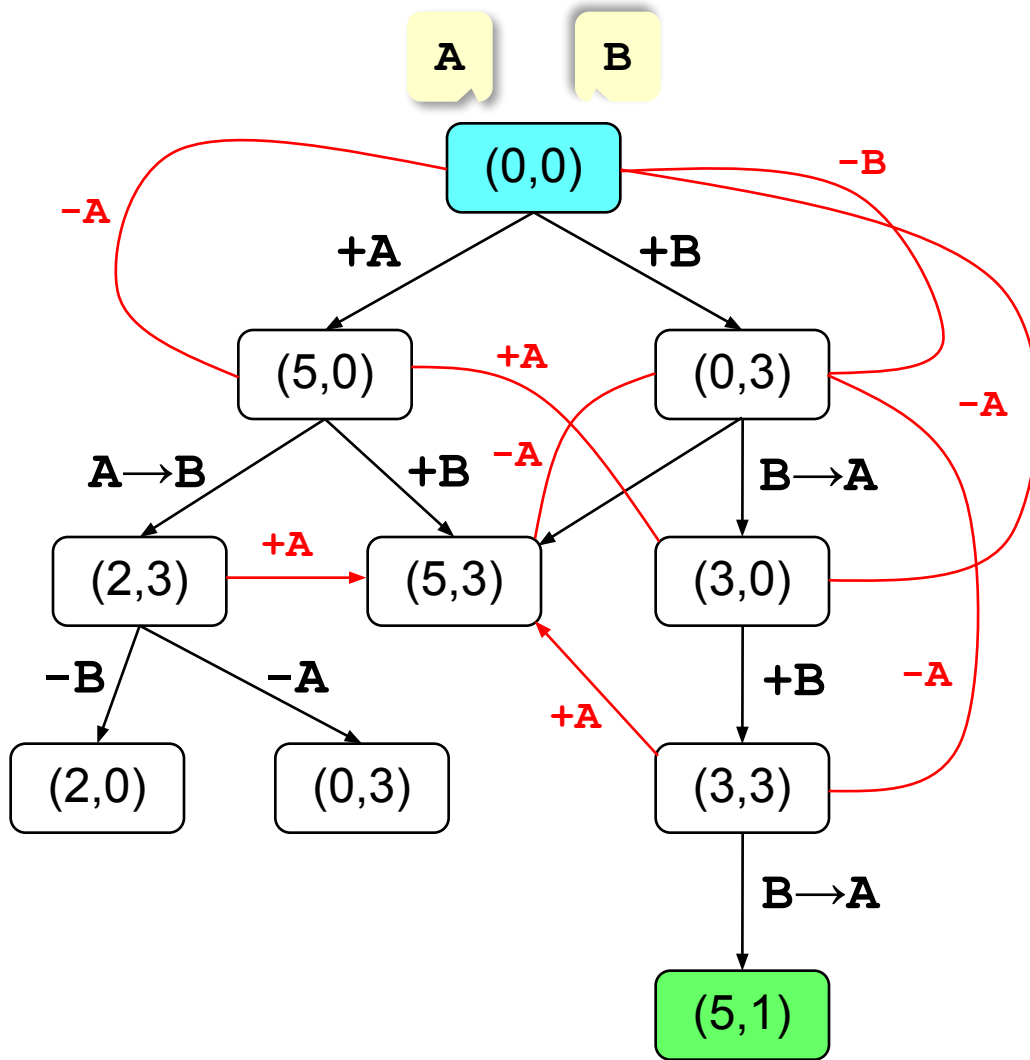 A B
(0,0)
-B
-A
+A +B
(5,0) +A (0,3)
-A
A→B +B -A B→A
+A
(2,3) (5,3) (3,0)
-B -A +B -A
+A
(2,0) (0,3) (3,3)
B→A
(5,1)